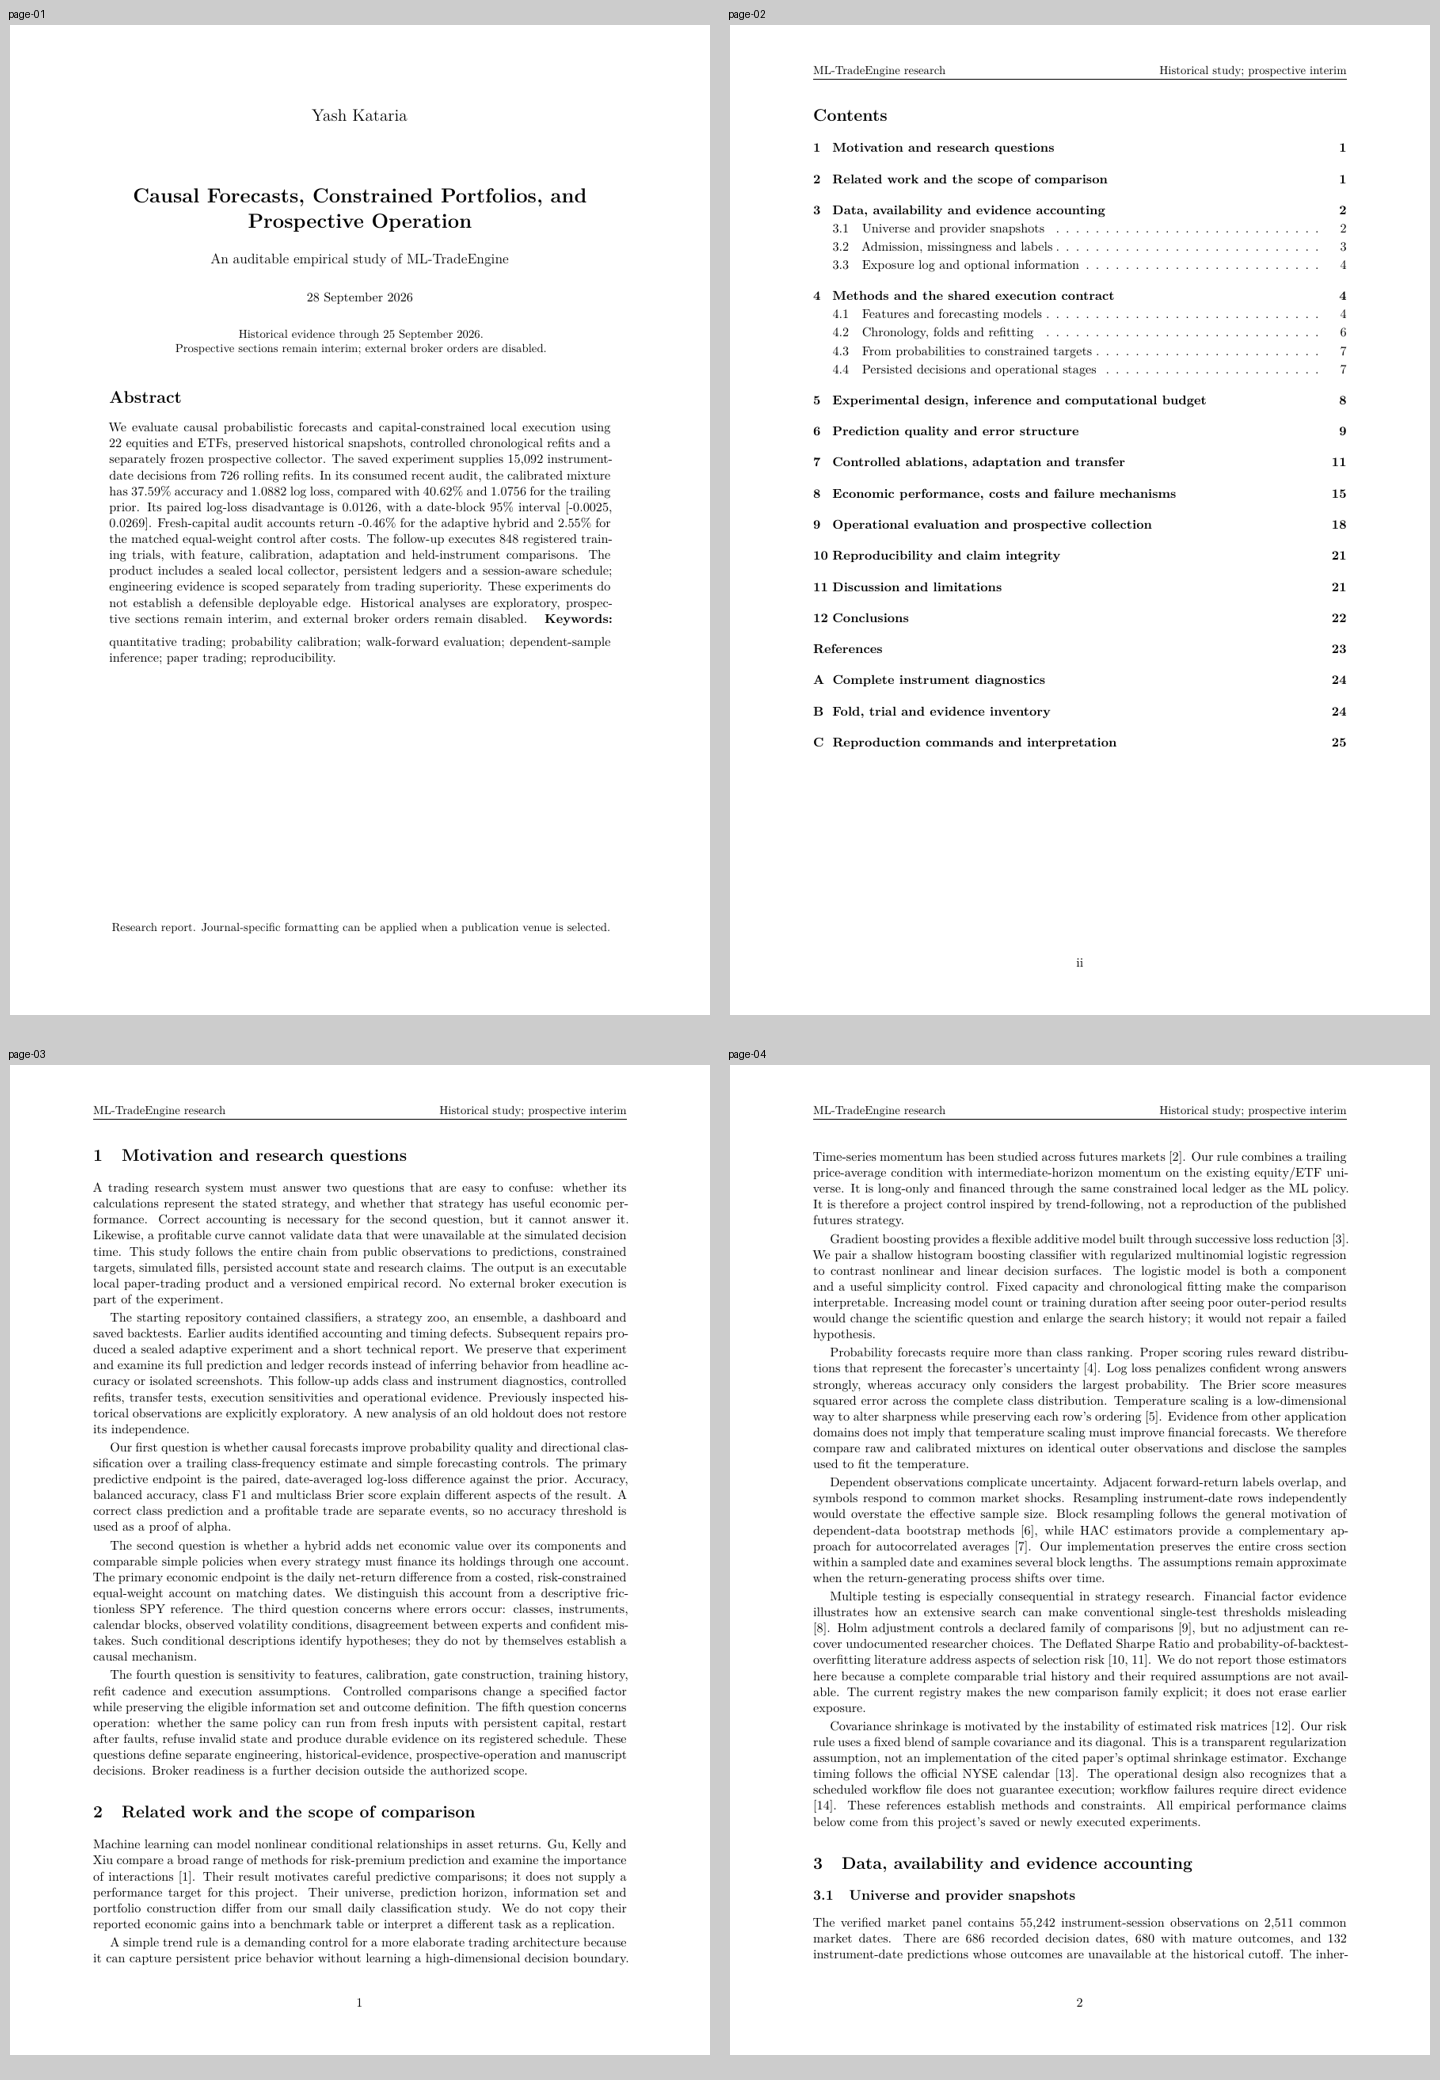 page-01
Yash Kataria
Causal Forecasts, Constrained Portfolios, and
Prospective Operation
An auditable empirical study of ML-TradeEngine
28 September 2026
Historical evidence through 25 September 2026.
Prospective sections remain interim; external broker orders are disabled.
Abstract
We evaluate causal probabilistic forecasts and capital-constrained local execution using
22 equities and ETFs, preserved historical snapshots, controlled chronological refits and a
separately frozen prospective collector. The saved experiment supplies 15,092 instrument-
date decisions from 726 rolling refits. In its consumed recent audit, the calibrated mixture
has 37.59% accuracy and 1.0882 log loss, compared with 40.62% and 1.0756 for the trailing
prior. Its paired log-loss disadvantage is 0.0126, with a date-block 95% interval [-0.0025,
0.0269]. Fresh-capital audit accounts return -0.46% for the adaptive hybrid and 2.55% for
the matched equal-weight control after costs. The follow-up executes 848 registered train-
ing trials, with feature, calibration, adaptation and held-instrument comparisons. The
product includes a sealed local collector, persistent ledgers and a session-aware schedule;
engineering evidence is scoped separately from trading superiority. These experiments do
not establish a defensible deployable edge. Historical analyses are exploratory, prospec-
tive sections remain interim, and external broker orders remain disabled. Keywords:
quantitative trading; probability calibration; walk-forward evaluation; dependent-sample
inference; paper trading; reproducibility.
Research report. Journal-specific formatting can be applied when a publication venue is selected.
page-02
ML-TradeEngine research Historical study; prospective interim
Contents
1 Motivation and research questions 1
2 Related work and the scope of comparison 1
3 Data, availability and evidence accounting 2
3.1 Universe and provider snapshots . . . . . . . . . . . . . . . . . . . . . . . . . . . 2
3.2 Admission, missingness and labels . . . . . . . . . . . . . . . . . . . . . . . . . . . 3
3.3 Exposure log and optional information . . . . . . . . . . . . . . . . . . . . . . . . 4
4 Methods and the shared execution contract 4
4.1 Features and forecasting models . . . . . . . . . . . . . . . . . . . . . . . . . . . . 4
4.2 Chronology, folds and refitting . . . . . . . . . . . . . . . . . . . . . . . . . . . . 6
4.3 From probabilities to constrained targets . . . . . . . . . . . . . . . . . . . . . . . 7
4.4 Persisted decisions and operational stages . . . . . . . . . . . . . . . . . . . . . . 7
5 Experimental design, inference and computational budget 8
6 Prediction quality and error structure 9
7 Controlled ablations, adaptation and transfer 11
8 Economic performance, costs and failure mechanisms 15
9 Operational evaluation and prospective collection 18
10 Reproducibility and claim integrity 21
11 Discussion and limitations 21
12 Conclusions 22
References 23
A Complete instrument diagnostics 24
B Fold, trial and evidence inventory 24
C Reproduction commands and interpretation 25
ii
page-03
ML-TradeEngine research Historical study; prospective interim
1 Motivation and research questions
A trading research system must answer two questions that are easy to confuse: whether its
calculations represent the stated strategy, and whether that strategy has useful economic per-
formance. Correct accounting is necessary for the second question, but it cannot answer it.
Likewise, a profitable curve cannot validate data that were unavailable at the simulated decision
time. This study follows the entire chain from public observations to predictions, constrained
targets, simulated fills, persisted account state and research claims. The output is an executable
local paper-trading product and a versioned empirical record. No external broker execution is
part of the experiment.
The starting repository contained classifiers, a strategy zoo, an ensemble, a dashboard and
saved backtests. Earlier audits identified accounting and timing defects. Subsequent repairs pro-
duced a sealed adaptive experiment and a short technical report. We preserve that experiment
and examine its full prediction and ledger records instead of inferring behavior from headline ac-
curacy or isolated screenshots. This follow-up adds class and instrument diagnostics, controlled
refits, transfer tests, execution sensitivities and operational evidence. Previously inspected his-
torical observations are explicitly exploratory. A new analysis of an old holdout does not restore
its independence.
Our first question is whether causal forecasts improve probability quality and directional clas-
sification over a trailing class-frequency estimate and simple forecasting controls. The primary
predictive endpoint is the paired, date-averaged log-loss difference against the prior. Accuracy,
balanced accuracy, class F1 and multiclass Brier score explain different aspects of the result. A
correct class prediction and a profitable trade are separate events, so no accuracy threshold is
used as a proof of alpha.
The second question is whether a hybrid adds net economic value over its components and
comparable simple policies when every strategy must finance its holdings through one account.
The primary economic endpoint is the daily net-return difference from a costed, risk-constrained
equal-weight account on matching dates. We distinguish this account from a descriptive fric-
tionless SPY reference. The third question concerns where errors occur: classes, instruments,
calendar blocks, observed volatility conditions, disagreement between experts and confident mis-
takes. Such conditional descriptions identify hypotheses; they do not by themselves establish a
causal mechanism.
The fourth question is sensitivity to features, calibration, gate construction, training history,
refit cadence and execution assumptions. Controlled comparisons change a specified factor
while preserving the eligible information set and outcome definition. The fifth question concerns
operation: whether the same policy can run from fresh inputs with persistent capital, restart
after faults, refuse invalid state and produce durable evidence on its registered schedule. These
questions define separate engineering, historical-evidence, prospective-operation and manuscript
decisions. Broker readiness is a further decision outside the authorized scope.
2 Related work and the scope of comparison
Machine learning can model nonlinear conditional relationships in asset returns. Gu, Kelly and
Xiu compare a broad range of methods for risk-premium prediction and examine the importance
of interactions [1]. Their result motivates careful predictive comparisons; it does not supply a
performance target for this project. Their universe, prediction horizon, information set and
portfolio construction differ from our small daily classification study. We do not copy their
reported economic gains into a benchmark table or interpret a different task as a replication.
A simple trend rule is a demanding control for a more elaborate trading architecture because
it can capture persistent price behavior without learning a high-dimensional decision boundary.
1
page-04
ML-TradeEngine research Historical study; prospective interim
Time-series momentum has been studied across futures markets [2]. Our rule combines a trailing
price-average condition with intermediate-horizon momentum on the existing equity/ETF uni-
verse. It is long-only and financed through the same constrained local ledger as the ML policy.
It is therefore a project control inspired by trend-following, not a reproduction of the published
futures strategy.
Gradient boosting provides a flexible additive model built through successive loss reduction [3].
We pair a shallow histogram boosting classifier with regularized multinomial logistic regression
to contrast nonlinear and linear decision surfaces. The logistic model is both a component
and a useful simplicity control. Fixed capacity and chronological fitting make the comparison
interpretable. Increasing model count or training duration after seeing poor outer-period results
would change the scientific question and enlarge the search history; it would not repair a failed
hypothesis.
Probability forecasts require more than class ranking. Proper scoring rules reward distribu-
tions that represent the forecaster's uncertainty [4]. Log loss penalizes confident wrong answers
strongly, whereas accuracy only considers the largest probability. The Brier score measures
squared error across the complete class distribution. Temperature scaling is a low-dimensional
way to alter sharpness while preserving each row's ordering [5]. Evidence from other application
domains does not imply that temperature scaling must improve financial forecasts. We therefore
compare raw and calibrated mixtures on identical outer observations and disclose the samples
used to fit the temperature.
Dependent observations complicate uncertainty. Adjacent forward-return labels overlap, and
symbols respond to common market shocks. Resampling instrument-date rows independently
would overstate the effective sample size. Block resampling follows the general motivation of
dependent-data bootstrap methods [6], while HAC estimators provide a complementary ap-
proach for autocorrelated averages [7]. Our implementation preserves the entire cross section
within a sampled date and examines several block lengths. The assumptions remain approximate
when the return-generating process shifts over time.
Multiple testing is especially consequential in strategy research. Financial factor evidence
illustrates how an extensive search can make conventional single-test thresholds misleading
[8]. Holm adjustment controls a declared family of comparisons [9], but no adjustment can re-
cover undocumented researcher choices. The Deflated Sharpe Ratio and probability-of-backtest-
overfitting literature address aspects of selection risk [10, 11]. We do not report those estimators
here because a complete comparable trial history and their required assumptions are not avail-
able. The current registry makes the new comparison family explicit; it does not erase earlier
exposure.
Covariance shrinkage is motivated by the instability of estimated risk matrices [12]. Our risk
rule uses a fixed blend of sample covariance and its diagonal. This is a transparent regularization
assumption, not an implementation of the cited paper's optimal shrinkage estimator. Exchange
timing follows the official NYSE calendar [13]. The operational design also recognizes that a
scheduled workflow file does not guarantee execution; workflow failures require direct evidence
[14]. These references establish methods and constraints. All empirical performance claims
below come from this project's saved or newly executed experiments.
3 Data, availability and evidence accounting
3.1 Universe and provider snapshots
The verified market panel contains 55,242 instrument-session observations on 2,511 common
market dates. There are 686 recorded decision dates, 680 with mature outcomes, and 132
instrument-date predictions whose outcomes are unavailable at the historical cutoff. The inher-
2